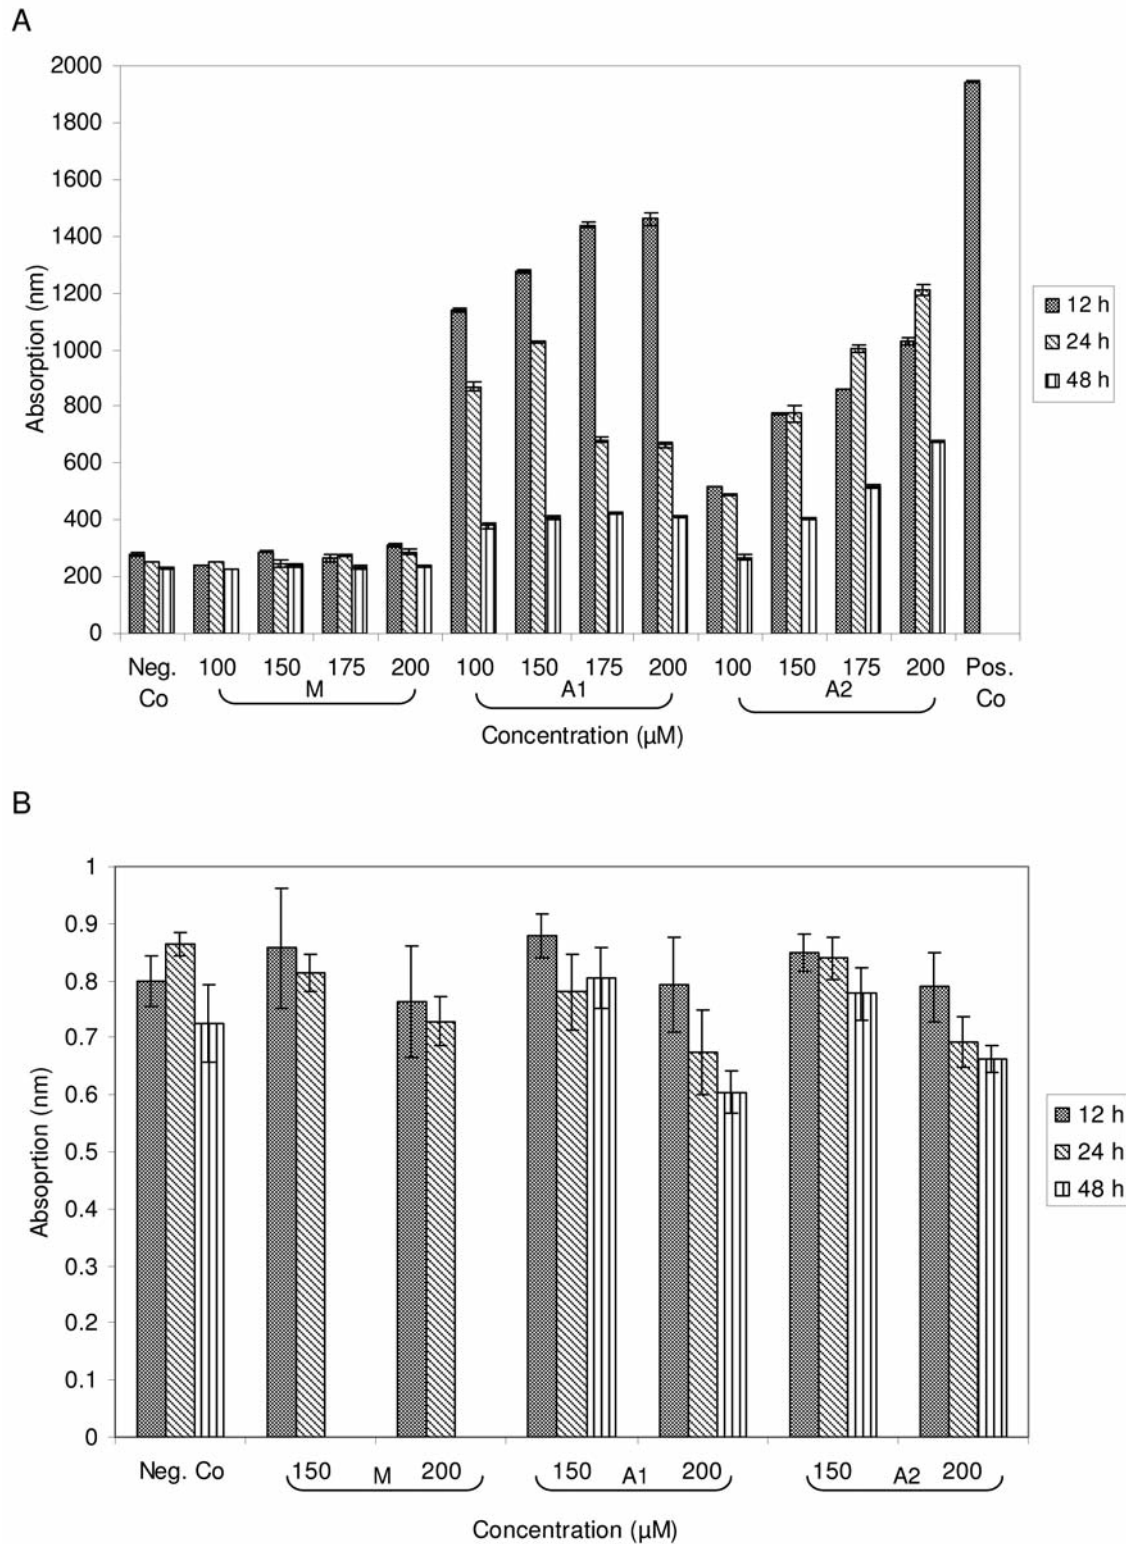 A
2000
1800
1600
1400
1200
1000
800
600
400
200
0
Absorption (nm)
12 h
24 h
48 h
Neg. Co
100 150 175 200
M
100 150 175 200
A1
100 150 175 200
A2
Pos. Co
Concentration (µM)
B
1
0.9
0.8
0.7
0.6
0.5
0.4
0.3
0.2
0.1
0
Absoprtion (nm)
12 h
24 h
48 h
Neg. Co
150 M 200
150 A1 200
150 A2 200
Concentration (µM)